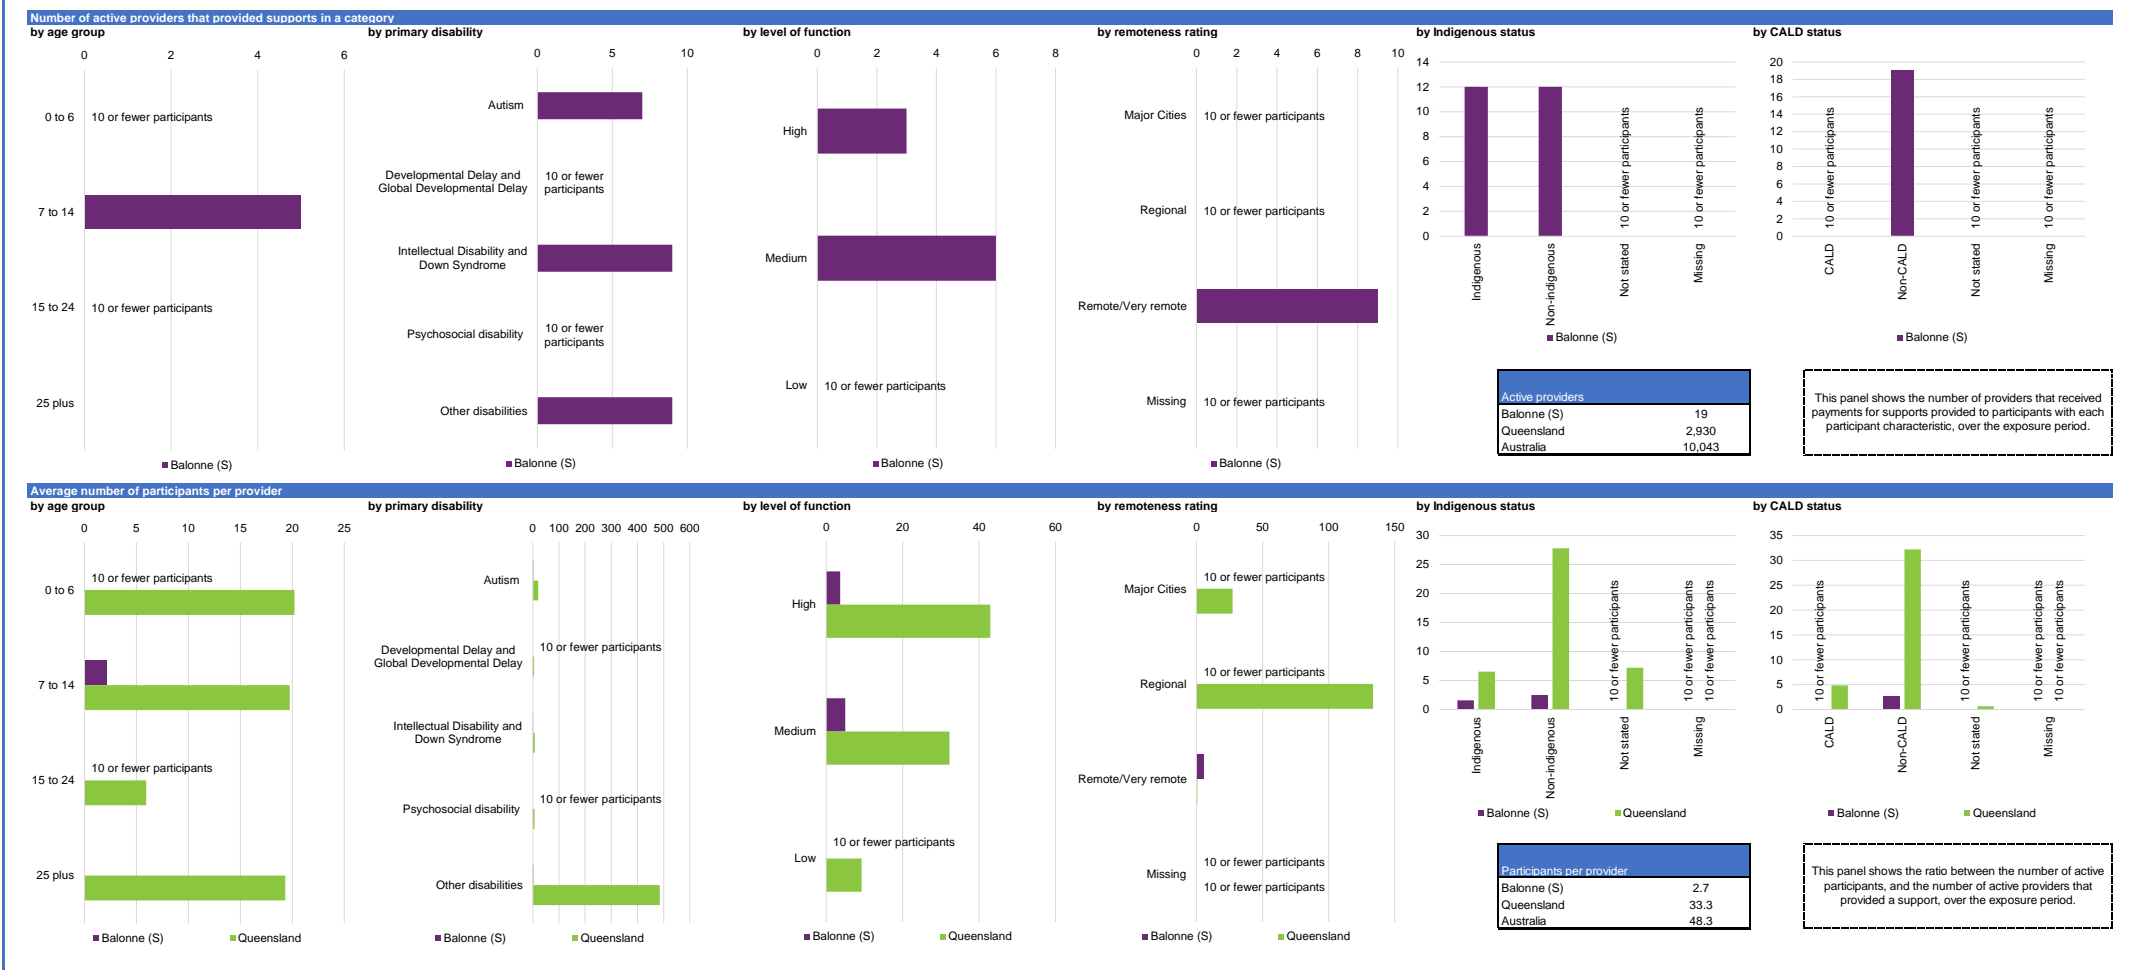 Number of active providers that provided supports in a category
by age group
0 2 4 6
0 to 6
10 or fewer participants
7 to 14
15 to 24
10 or fewer participants
25 plus
Balonne (S)
by primary disability
0 5 10
Autism
Developmental Delay and
Global Developmental Delay
10 or fewer
participants
Intellectual Disability and
Down Syndrome
Psychosocial disability
10 or fewer
participants
Other disabilities
Balonne (S)
by level of function
0 2 4 6 8
High
Medium
Low
10 or fewer participants
Balonne (S)
by remoteness rating
0 2 4 6 8 10
Major Cities
10 or fewer participants
Regional
10 or fewer participants
Remote/Very remote
Missing
10 or fewer participants
Balonne (S)
by Indigenous status
14
12
10
8
6
4
2
0
10 or fewer participants
10 or fewer participants
Indigenous
Non-indigenous
Not stated
Missing
Balonne (S)
by CALD status
20
18
16
14
12
10
8
6
4
2
0
10 or fewer participants
10 or fewer participants
10 or fewer participants
CALD
Non-CALD
Not stated
Missing
Balonne (S)
Active providers
Balonne (S) 19
Queensland 2,930
Australia 10,043
This panel shows the number of providers that received
payments for supports provided to participants with each
participant characteristic, over the exposure period.
Average number of participants per provider
by age group
0 5 10 15 20 25
0 to 6
10 or fewer participants
7 to 14
15 to 24
10 or fewer participants
25 plus
Balonne (S) Queensland
by primary disability
0 100 200 300 400 500 600
Autism
Developmental Delay and
Global Developmental Delay
10 or fewer participants
Intellectual Disability and
Down Syndrome
Psychosocial disability
10 or fewer participants
Other disabilities
Balonne (S) Queensland
by level of function
0 20 40 60
High
Medium
Low
10 or fewer participants
Balonne (S) Queensland
by remoteness rating
0 50 100 150
Major Cities
10 or fewer participants
Regional
10 or fewer participants
Remote/Very remote
Missing
10 or fewer participants
10 or fewer participants
Balonne (S) Queensland
by Indigenous status
30
25
20
15
10
5
0
10 or fewer participants
10 or fewer participants
10 or fewer participants
Indigenous
Non-indigenous
Not stated
Missing
Balonne (S) Queensland
by CALD status
35
30
25
20
15
10
5
0
10 or fewer participants
10 or fewer participants
10 or fewer participants
10 or fewer participants
CALD
Non-CALD
Not stated
Missing
Balonne (S) Queensland
Participants per provider
Balonne (S) 2.7
Queensland 33.3
Australia 48.3
This panel shows the ratio between the number of active
participants, and the number of active providers that
provided a support, over the exposure period.